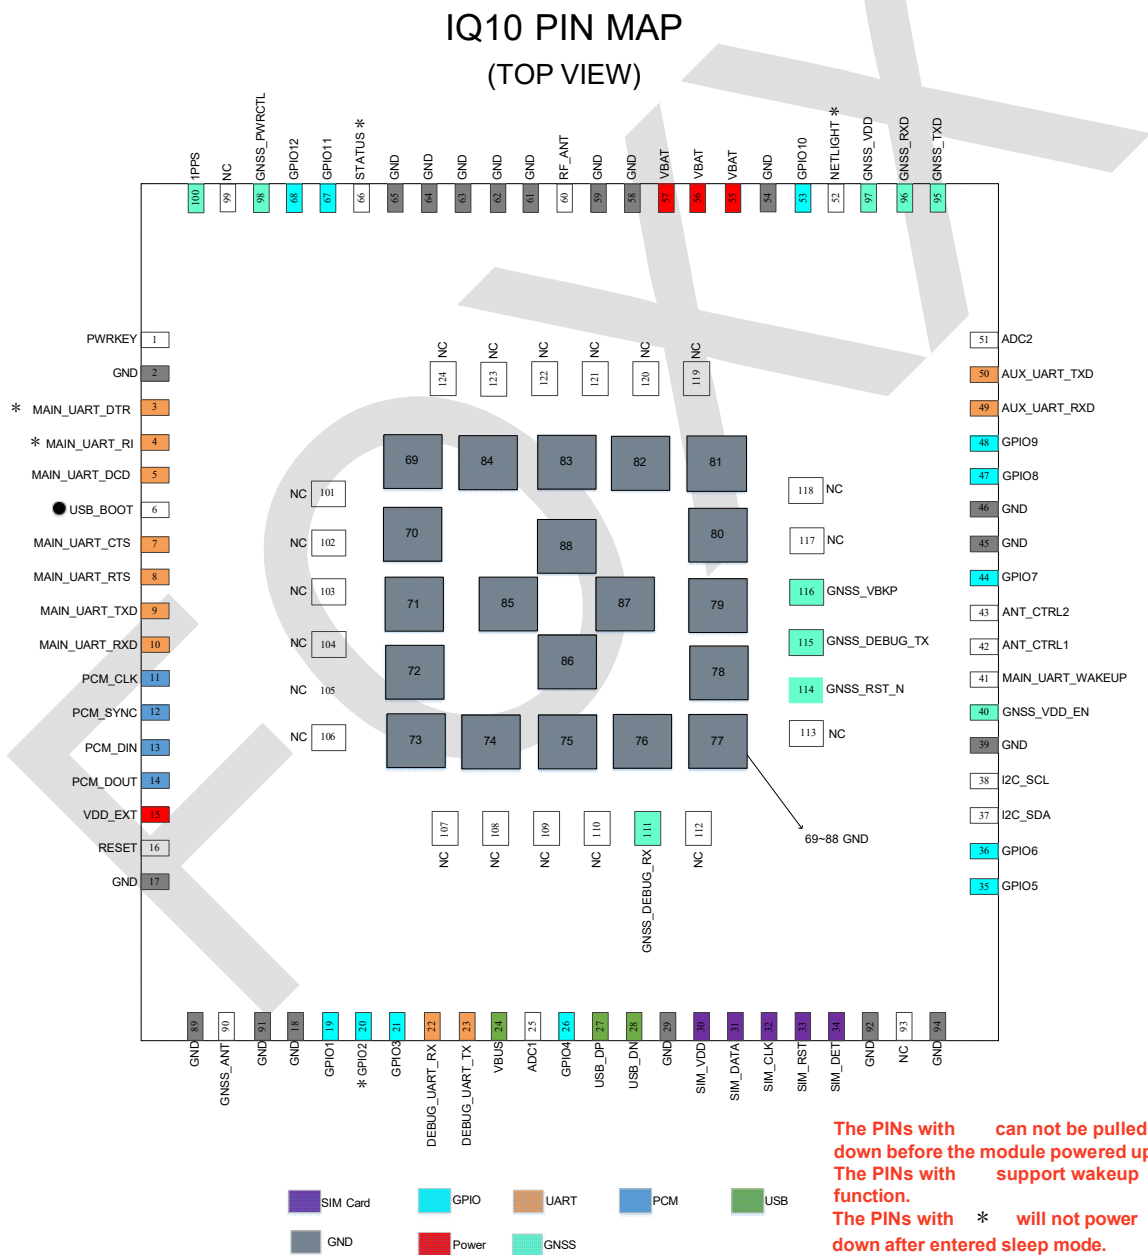 IQ10 PIN MAP
(TOP VIEW)
1PPS
NC
GNSS_PWRCTL
GPIO12
GPIO11
STATUS *
GND
GND
GND
GND
GND
RF_ANT
GND
GND
VBAT
VBAT
VBAT
GND
GPIO10
NETLIGHT *
GNSS_VDD
GNSS_RXD
GNSS_TXD
100
99
98
68
67
66
65
64
63
62
61
60
59
58
57
56
55
54
53
52
97
96
95
PWRKEY 1
GND 2
* MAIN_UART_DTR 3
* MAIN_UART_RI 4
MAIN_UART_DCD 5
USB_BOOT 6
MAIN_UART_CTS 7
MAIN_UART_RTS 8
MAIN_UART_TXD 9
MAIN_UART_RXD 10
PCM_CLK 11
PCM_SYNC 12
PCM_DIN 13
PCM_DOUT 14
VDD_EXT 15
RESET 16
GND 17
NC
NC
NC
NC
NC
NC
124
123
122
121
120
119
69
84
83
82
81
70
88
80
71
85
87
79
72
86
78
73
74
75
76
77
NC 101
NC 102
NC 103
NC 104
NC 105
NC 106
118 NC
117 NC
116 GNSS_VBKP
115 GNSS_DEBUG_TX
114 GNSS_RST_N
113 NC
107
108
109
110
111
112
NC
NC
NC
NC
GNSS_DEBUG_RX
NC
69~88 GND
51 ADC2
50 AUX_UART_TXD
49 AUX_UART_RXD
48 GPIO9
47 GPIO8
46 GND
45 GND
44 GPIO7
43 ANT_CTRL2
42 ANT_CTRL1
41 MAIN_UART_WAKEUP
40 GNSS_VDD_EN
39 GND
38 I2C_SCL
37 I2C_SDA
36 GPIO6
35 GPIO5
89
90
91
18
19
20
21
22
23
24
25
26
27
28
29
30
31
32
33
34
92
93
94
GND
GNSS_ANT
GND
GND
GPIO1
* GPIO2
GPIO3
DEBUG_UART_RX
DEBUG_UART_TX
VBUS
ADC1
GPIO4
USB_DP
USB_DN
GND
SIM_VDD
SIM_DATA
SIM_CLK
SIM_RST
SIM_DET
GND
NC
GND
The PINs with can not be pulled
down before the module powered up
The PINs with support wakeup
function.
The PINs with * will not power
down after entered sleep mode.
SIM Card
GPIO
UART
PCM
USB
GND
Power
GNSS